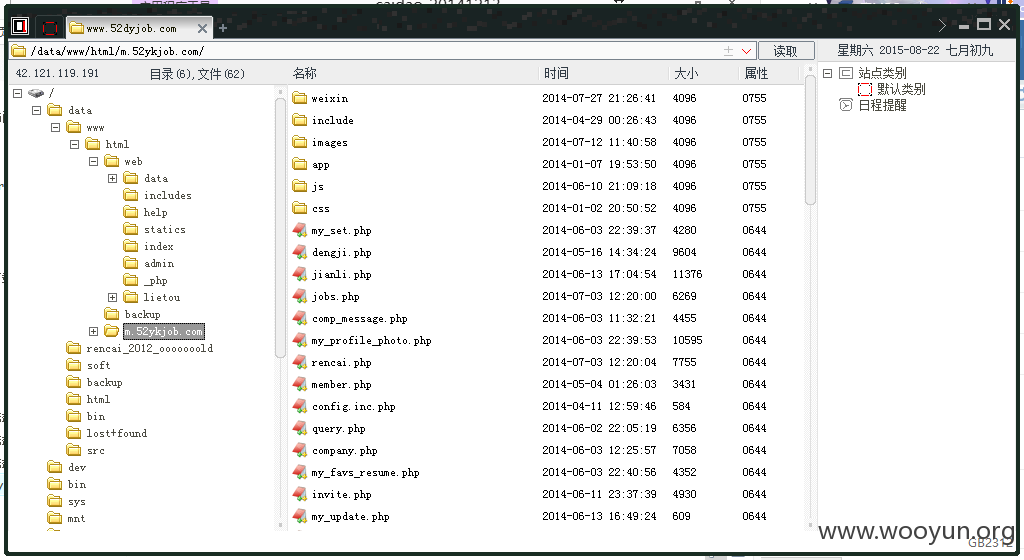 caidao-20141213
www.52dyjob.com
/data/www/html/m.52ykjob.com/
读取
星期六 2015-08-22 七月初九
42.121.119.191 目录(6),文件(62)
名称 时间 大小 属性
站点类别
默认类别
日程提醒
/
data
www
html
web
data
includes
help
statics
index
admin
_php
lietou
backup
m.52ykjob.com
rencai_2012_ooooooold
soft
backup
html
bin
lost+found
src
dev
bin
sys
mnt
weixin 2014-07-27 21:26:41 4096 0755
include 2014-04-29 00:26:43 4096 0755
images 2014-07-12 11:40:58 4096 0755
app 2014-01-07 19:53:50 4096 0755
js 2014-06-10 21:09:18 4096 0755
css 2014-01-02 20:50:52 4096 0755
my_set.php 2014-06-03 22:39:37 4280 0644
dengji.php 2014-05-16 14:34:24 9604 0644
jianli.php 2014-06-13 17:04:54 11376 0644
jobs.php 2014-07-03 12:20:00 6269 0644
comp_message.php 2014-06-03 11:32:21 4455 0644
my_profile_photo.php 2014-06-03 22:39:53 10595 0644
rencai.php 2014-07-03 12:20:04 7755 0644
member.php 2014-05-04 01:26:03 3431 0644
config.inc.php 2014-04-11 12:59:46 584 0644
query.php 2014-06-02 22:05:19 6356 0644
company.php 2014-06-03 12:25:57 7058 0644
my_favs_resume.php 2014-06-03 22:40:56 4352 0644
invite.php 2014-06-11 23:37:39 4930 0644
my_update.php 2014-06-13 16:49:24 609 0644
www.wooyun.org
GB2312